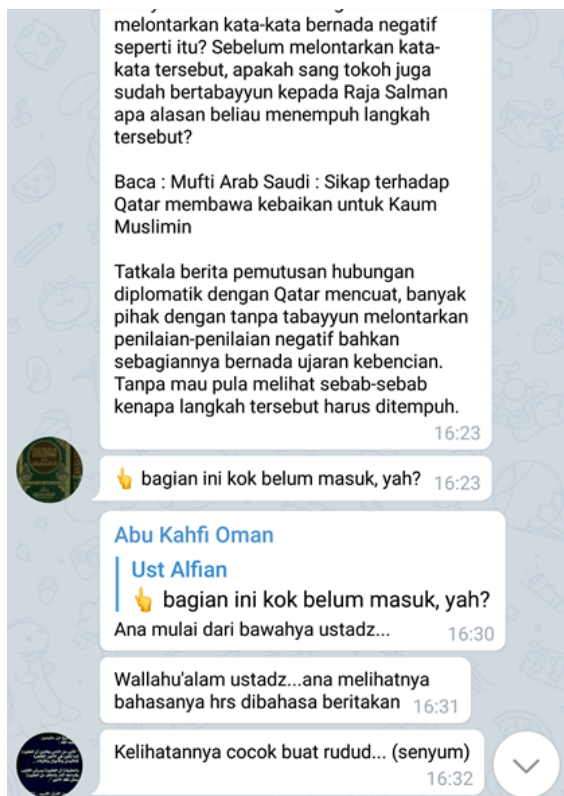 melontarkan kata-kata bernada negatif
seperti itu? Sebelum melontarkan kata-
kata tersebut, apakah sang tokoh juga
sudah bertabayyun kepada Raja Salman
apa alasan beliau menempuh langkah
tersebut?
Baca : Mufti Arab Saudi : Sikap terhadap
Qatar membawa kebaikan untuk Kaum
Muslimin
Tatkala berita pemutusan hubungan
diplomatik dengan Qatar mencuat, banyak
pihak dengan tanpa tabayyun melontarkan
penilaian-penilaian negatif bahkan
sebagiannya bernada ujaran kebencian.
Tanpa mau pula melihat sebab-sebab
kenapa langkah tersebut harus ditempuh.
16:23
👆 bagian ini kok belum masuk, yah? 16:23
Abu Kahfi Oman
Ust Alfian
👆 bagian ini kok belum masuk, yah?
Ana mulai dari bawahya ustadz... 16:30
Wallahu'alam ustadz...ana melihatnya
bahasanya hrs dibahasa beritakan 16:31
Kelihatannya cocok buat rudud... (senyum)
16:32